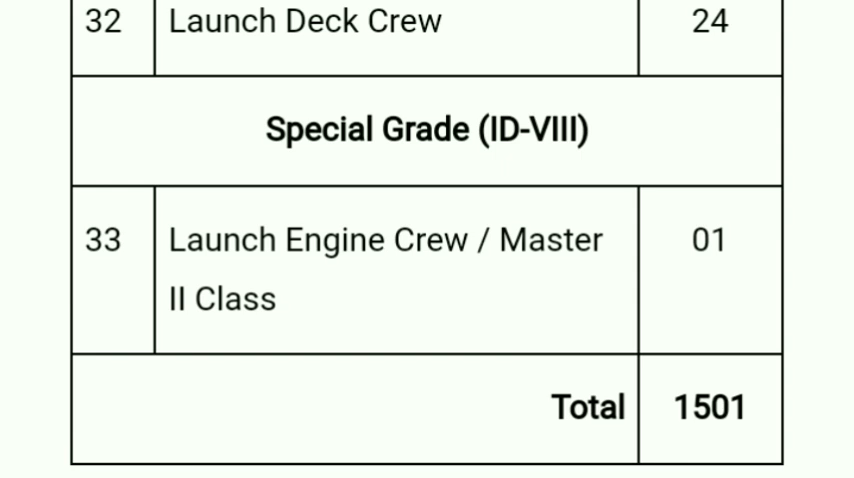 32 Launch Deck Crew 24
Special Grade (ID-VIII)
33 Launch Engine Crew / Master 01
II Class
Total 1501